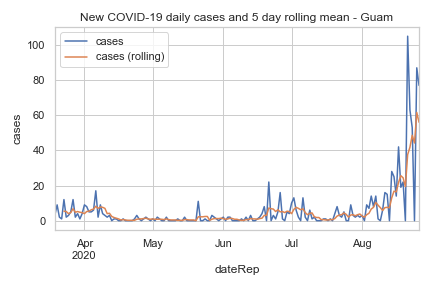 New COVID-19 daily cases and 5 day rolling mean - Guam
cases
cases (rolling)
100
80
60
40
20
0
cases
Apr
2020
May
Jun
Jul
Aug
dateRep